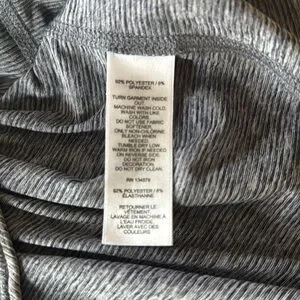 92% POLYESTER / 8%
SPANDEX
TURN GARMENT INSIDE
OUT.
MACHINE WASH COLD.
WASH WITH LIKE
COLORS.
DO NOT USE FABRIC
SOFTENER.
ONLY NON-CHLORINE
BLEACH WHEN
NEEDED.
TUMBLE DRY LOW.
WARM IRON IF NEEDED
ON REVERSE SIDE.
DO NOT IRON
DECORATION.
DO NOT DRY CLEAN.
RN
92% POLYESTER / 8%
ÉLASTHANNE
RETOURNER LE
VÊTEMENT.
LAVAGE EN MACHINE À
L'EAU FROIDE.
LAVER AVEC DES
COULEURS